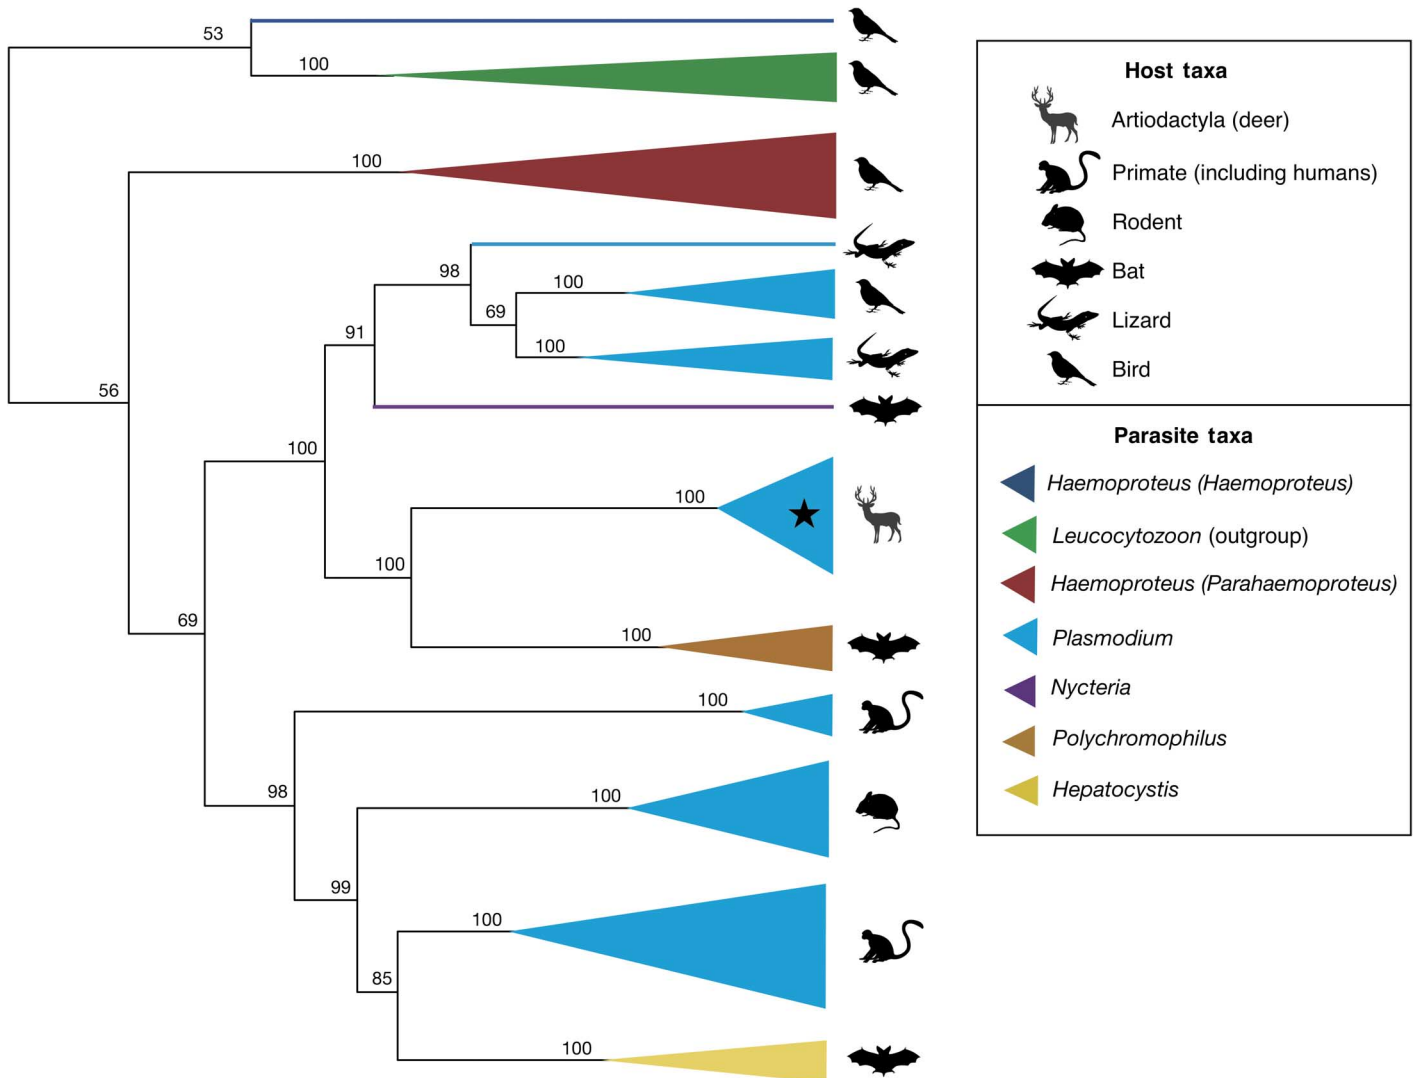 53
100
100
98
100
69
100
91
56
100
100
100
69
100
100
98
100
99
100
85
100
Host taxa
Artiodactyla (deer)
Primate (including humans)
Rodent
Bat
Lizard
Bird
Parasite taxa
Haemoproteus (Haemoproteus)
Leucocytozoon (outgroup)
Haemoproteus (Parahaemoproteus)
Plasmodium
Nycteria
Polychromophilus
Hepatocystis